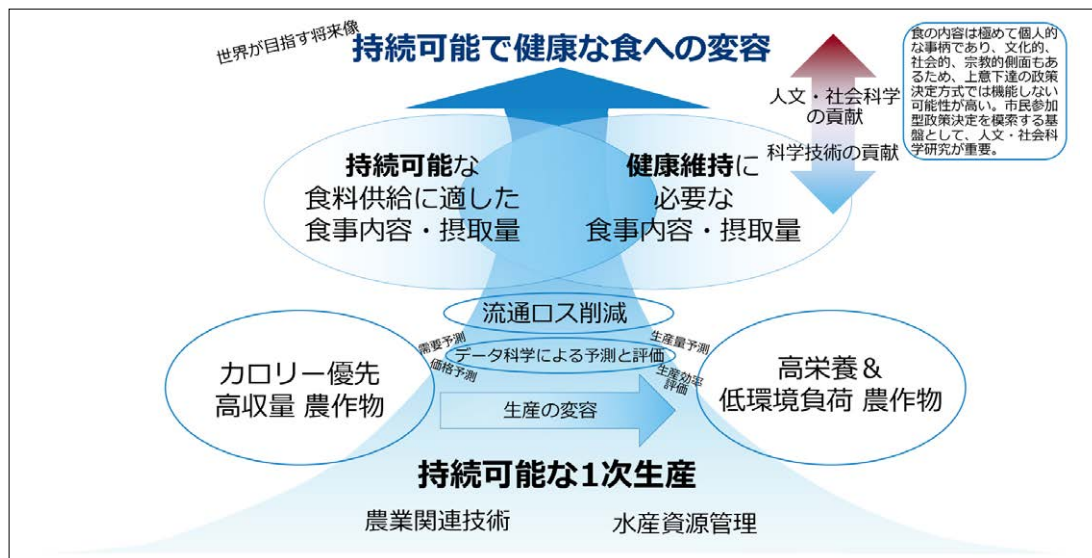 世界が目指す将来像
持続可能で健康な食への変容
人文・社会科学
の貢献
科学技術の貢献
食の内容は極めて個人的
な事柄であり、文化的、
社会的、宗教的側面もあ
るため、上意下達の政策
決定方式では機能しない
可能性が高い。市民参加
型政策決定を模索する基
盤として、人文・社会科
学研究が重要。
持続可能な
食料供給に適した
食事内容・摂取量
健康維持に
必要な
食事内容・摂取量
流通ロス削減
需要予測
価格予測
データ科学による予測と評価
生産量予測
生産効率
評価
カロリー優先
高収量 農作物
生産の変容
高栄養&
低環境負荷 農作物
持続可能な1次生産
農業関連技術
水産資源管理